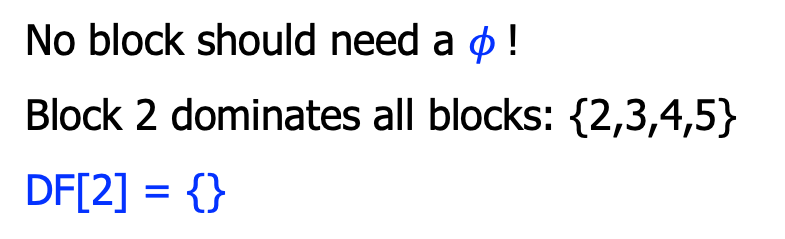 No block should need a ϕ !
Block 2 dominates all blocks: {2,3,4,5}
DF[2] = {}